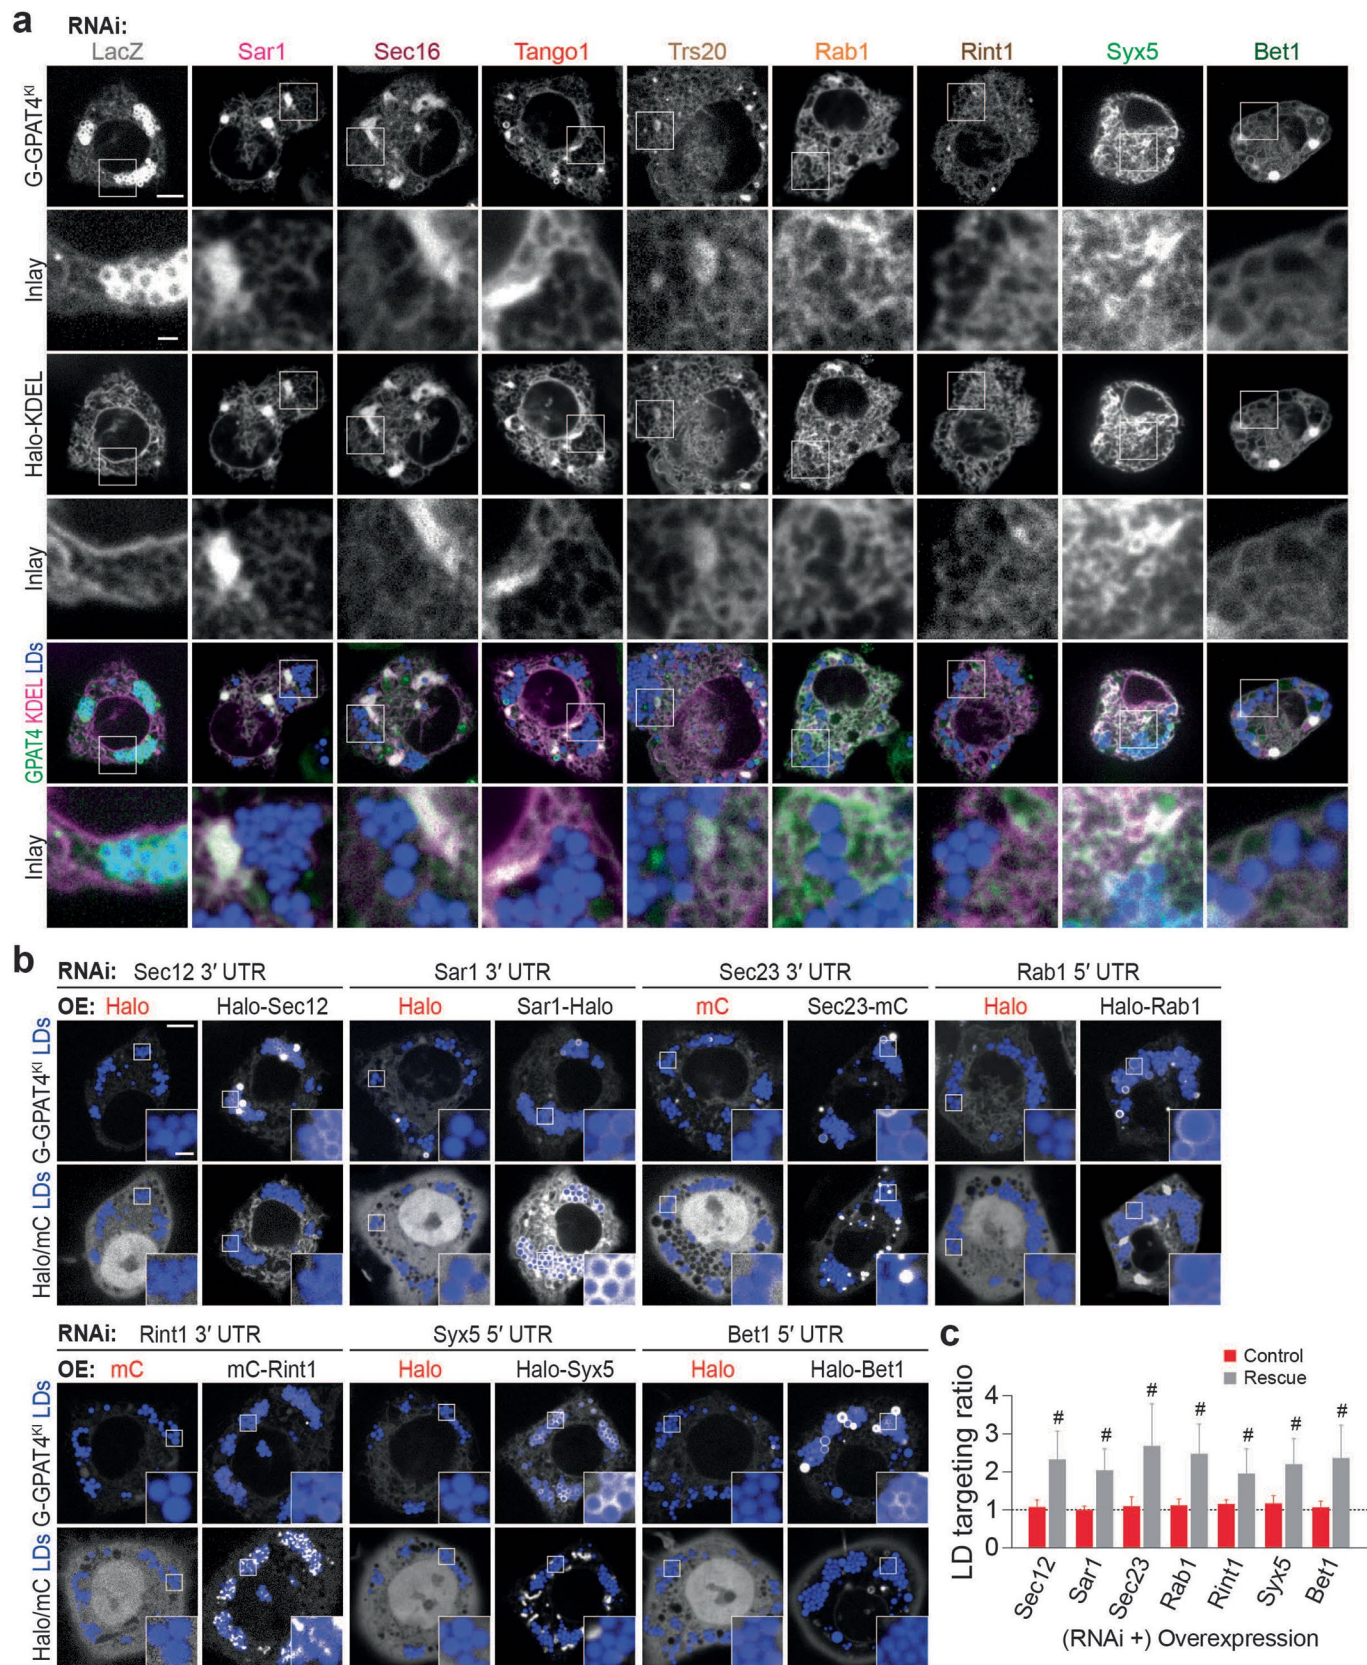 a
RNAi:
LacZ Sar1 Sec16 Tango1 Trs20 Rab1 Rint1 Syx5 Bet1
G-GPAT4KI
Inlay
Halo-KDEL
Inlay
GPAT4 KDEL LDs
Inlay
b
RNAi: Sec12 3′ UTR Sar1 3′ UTR Sec23 3′ UTR Rab1 5′ UTR
OE: Halo Halo-Sec12 Halo Sar1-Halo mC Sec23-mC Halo Halo-Rab1
G-GPAT4KI LDs
Halo/mC LDs
RNAi: Rint1 3′ UTR Syx5 5′ UTR Bet1 5′ UTR
OE: mC mC-Rint1 Halo Halo-Syx5 Halo Halo-Bet1
G-GPAT4KI LDs
Halo/mC LDs
c
Control
Rescue
LD targeting ratio
4
3
2
1
0
# # # # # # #
Sec12 Sar1 Sec23 Rab1 Rint1 Syx5 Bet1
(RNAi +) Overexpression